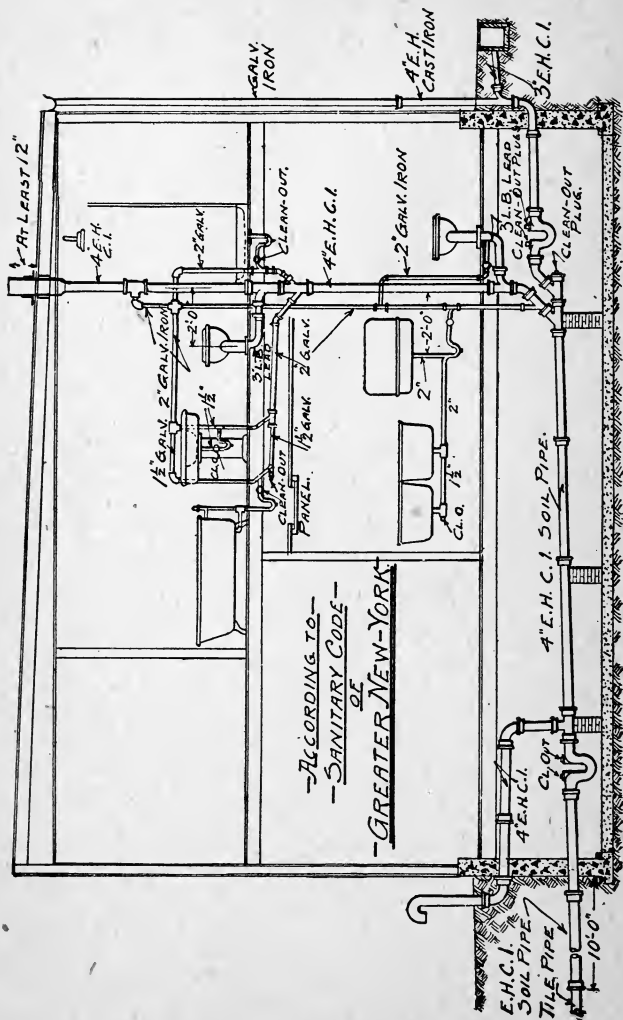 AT LEAST 12"
4"E.H.
C.I.
GALV.
IRON
2" GALV.
CLEAN-OUT.
4"E.H.
CAST IRON
3"E.H.C.I.
4"E.H.C.I.
2" GALV. IRON
3" L.B. LEAD
CLEAN-OUT PLUG
CLEAN-OUT
PLUG.
2" GALV. IRON
2'-0"
1½" GALV.
3" L.B.
LEAD
2" GALV.
1½"
CL.O.
1½" GALV.
CLEAN-OUT
PANEL.
2'-0"
2"
2"
1½"
CL.O.
-ACCORDING TO-
-SANITARY CODE-
OF
-GREATER NEW-YORK-
4"E.H.C.I. SOIL PIPE.
CL.OUT
4"E.H.C.I.
E.H.C.I.
SOIL PIPE
TILE PIPE
10'-0"